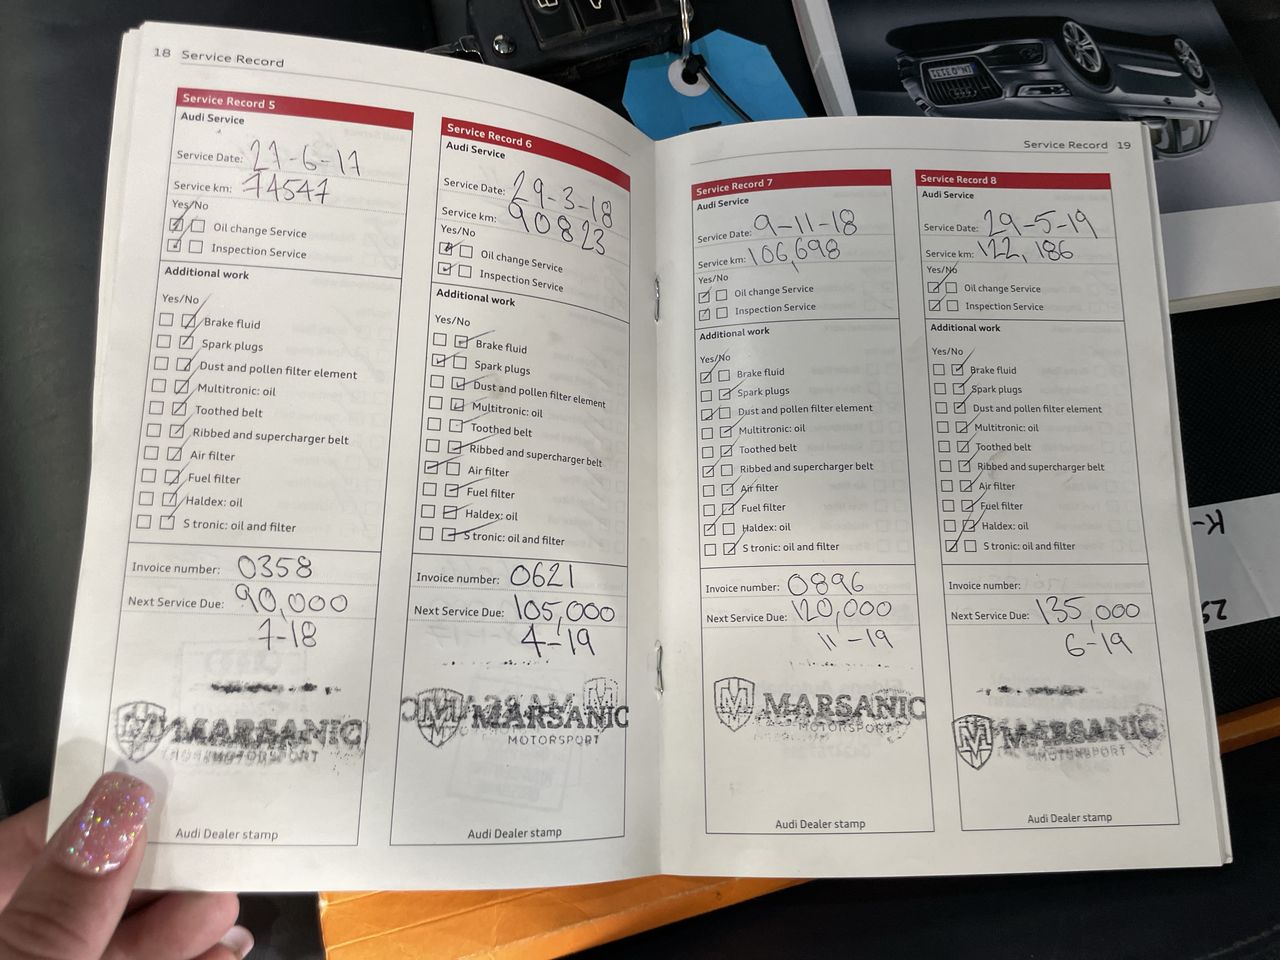 18 Service Record
Service Record 5
Audi Service
Service Date: 27-6-17
Service km: 74547
Yes/No
Oil change Service
Inspection Service
Additional work
Yes/No
Brake fluid
Spark plugs
Dust and pollen filter element
Multitronic: oil
Toothed belt
Ribbed and supercharger belt
Air filter
Fuel filter
Haldex: oil
S tronic: oil and filter
Invoice number: 0358
Next Service Due: 90,000
7-18
MARSANIC
MOTORSPORT
Audi Dealer stamp
Service Record 6
Audi Service
Service Date: 29-3-18
Service km: 90823
Yes/No
Oil change Service
Inspection Service
Additional work
Yes/No
Brake fluid
Spark plugs
Dust and pollen filter element
Multitronic: oil
Toothed belt
Ribbed and supercharger belt
Air filter
Fuel filter
Haldex: oil
S tronic: oil and filter
Invoice number: 0621
Next Service Due: 105,000
4-19
MARSANIC
MOTORSPORT
Audi Dealer stamp
Service Record 19
Service Record 7
Audi Service
Service Date: 9-11-18
Service km: 106,698
Yes/No
Oil change Service
Inspection Service
Additional work
Yes/No
Brake fluid
Spark plugs
Dust and pollen filter element
Multitronic: oil
Toothed belt
Ribbed and supercharger belt
Air filter
Fuel filter
Haldex: oil
S tronic: oil and filter
Invoice number: 0896
Next Service Due: 120,000
11-19
MARSANIC
MOTORSPORT
Audi Dealer stamp
Service Record 8
Audi Service
Service Date: 29-5-19
Service km: 122,186
Yes/No
Oil change Service
Inspection Service
Additional work
Yes/No
Brake fluid
Spark plugs
Dust and pollen filter element
Multitronic: oil
Toothed belt
Ribbed and supercharger belt
Air filter
Fuel filter
Haldex: oil
S tronic: oil and filter
Invoice number:
Next Service Due: 135,000
6-19
MARSANIC
MOTORSPORT
Audi Dealer stamp